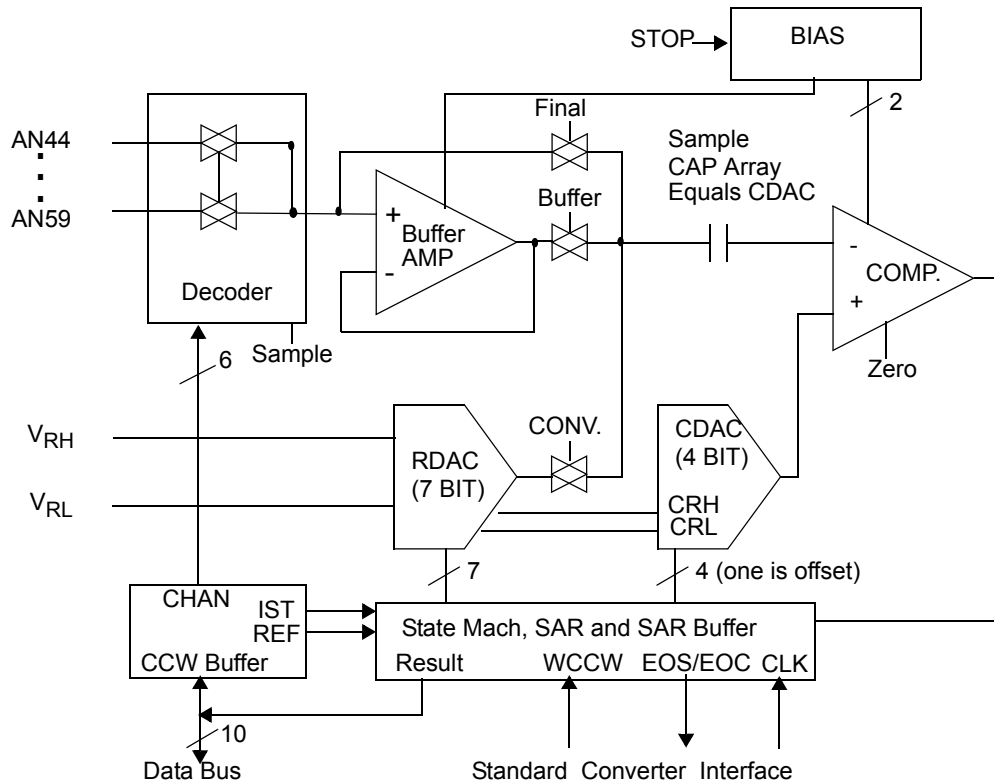 STOP
BIAS
2
Final
AN44
AN59
Sample
CAP Array
Equals CDAC
Buffer
+
Buffer
AMP
-
Decoder
-
COMP.
+
Sample
Zero
6
VRH
VRL
RDAC
(7 BIT)
CONV.
CDAC
(4 BIT)
CRH
CRL
7
4 (one is offset)
CHAN
IST
REF
CCW Buffer
State Mach, SAR and SAR Buffer
Result
WCCW
EOS/EOC
CLK
10
Data Bus
Standard Converter Interface